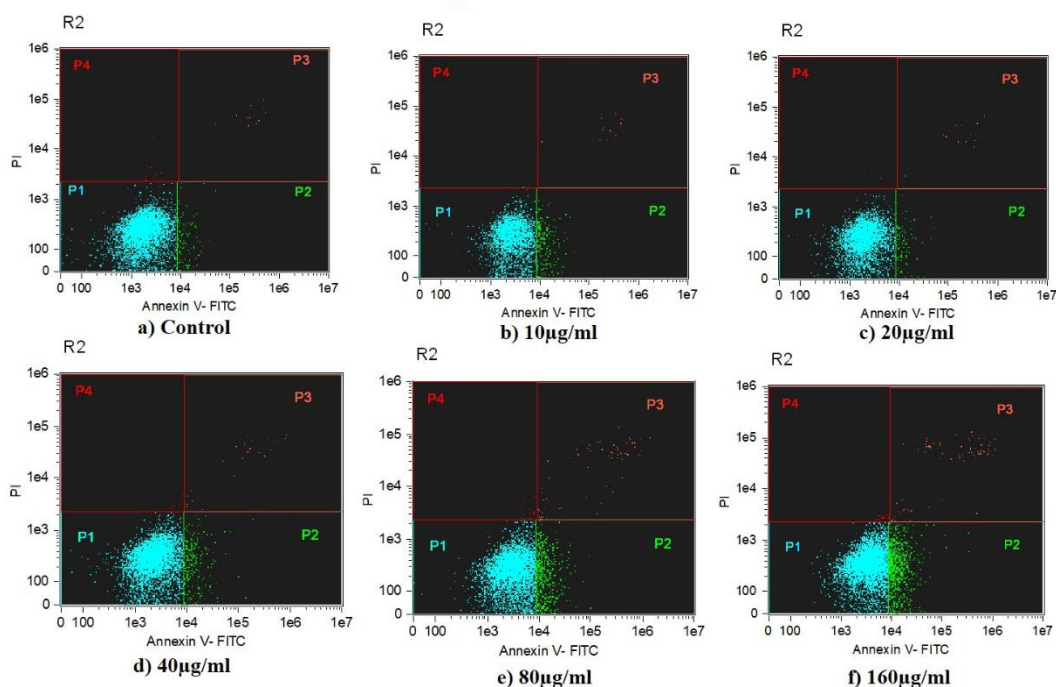 R2
1e6
P4
P3
1e5
PI
1e4
P1
P2
1e3
100
0
0 100 1e3 1e4 1e5 1e6 1e7
Annexin V- FITC
a) Control
R2
1e6
P4
P3
1e5
PI
1e4
1e3
P1
P2
100
0
0 100 1e3 1e4 1e5 1e6 1e7
Annexin V- FITC
b) 10µg/ml
R2
1e6
P4
P3
1e5
PI
1e4
1e3
P1
P2
100
0
0 100 1e3 1e4 1e5 1e6 1e7
Annexin V- FITC
c) 20µg/ml
R2
1e6
P4
P3
1e5
PI
1e4
1e3
P1
P2
100
0
0 100 1e3 1e4 1e5 1e6 1e7
Annexin V- FITC
d) 40µg/ml
R2
1e6
P4
P3
1e5
PI
1e4
1e3
P1
P2
100
0
0 100 1e3 1e4 1e5 1e6 1e7
Annexin V- FITC
e) 80µg/ml
R2
1e6
P4
P3
1e5
PI
1e4
1e3
P1
P2
100
0
0 100 1e3 1e4 1e5 1e6 1e7
Annexin V- FITC
f) 160µg/ml